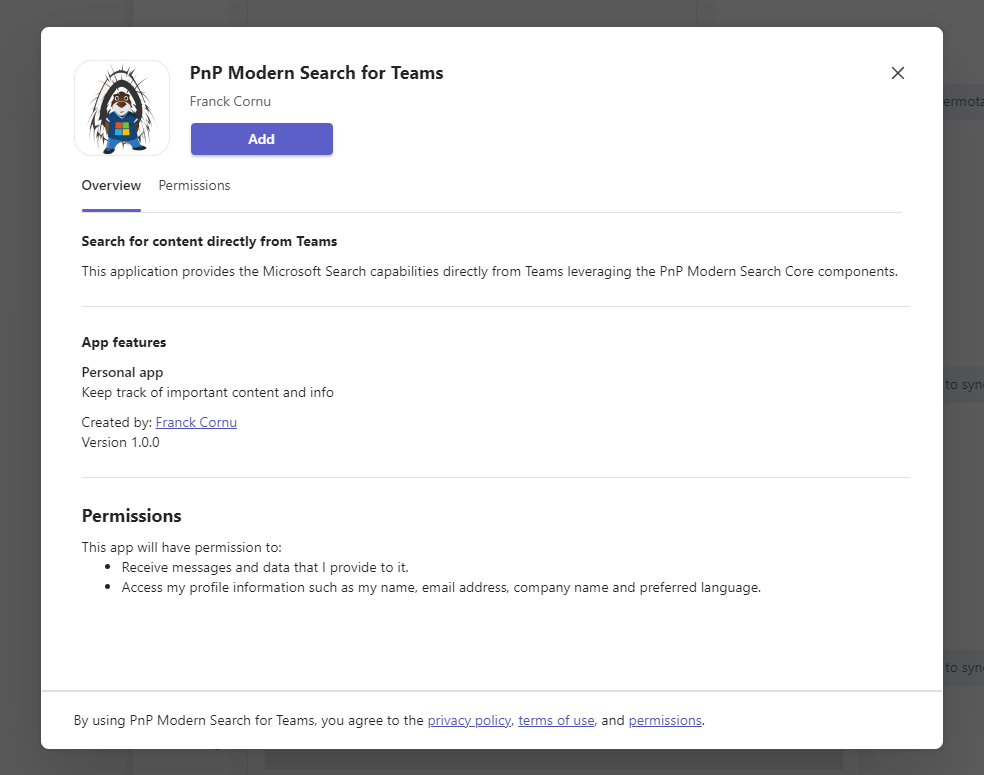 PnP Modern Search for Teams
Franck Cornu
Add
Overview Permissions
Search for content directly from Teams
This application provides the Microsoft Search capabilities directly from Teams leveraging the PnP Modern Search Core components.
App features
Personal app
Keep track of important content and info
Created by: Franck Cornu
Version 1.0.0
Permissions
This app will have permission to:
Receive messages and data that I provide to it.
Access my profile information such as my name, email address, company name and preferred language.
By using PnP Modern Search for Teams, you agree to the privacy policy, terms of use, and permissions.